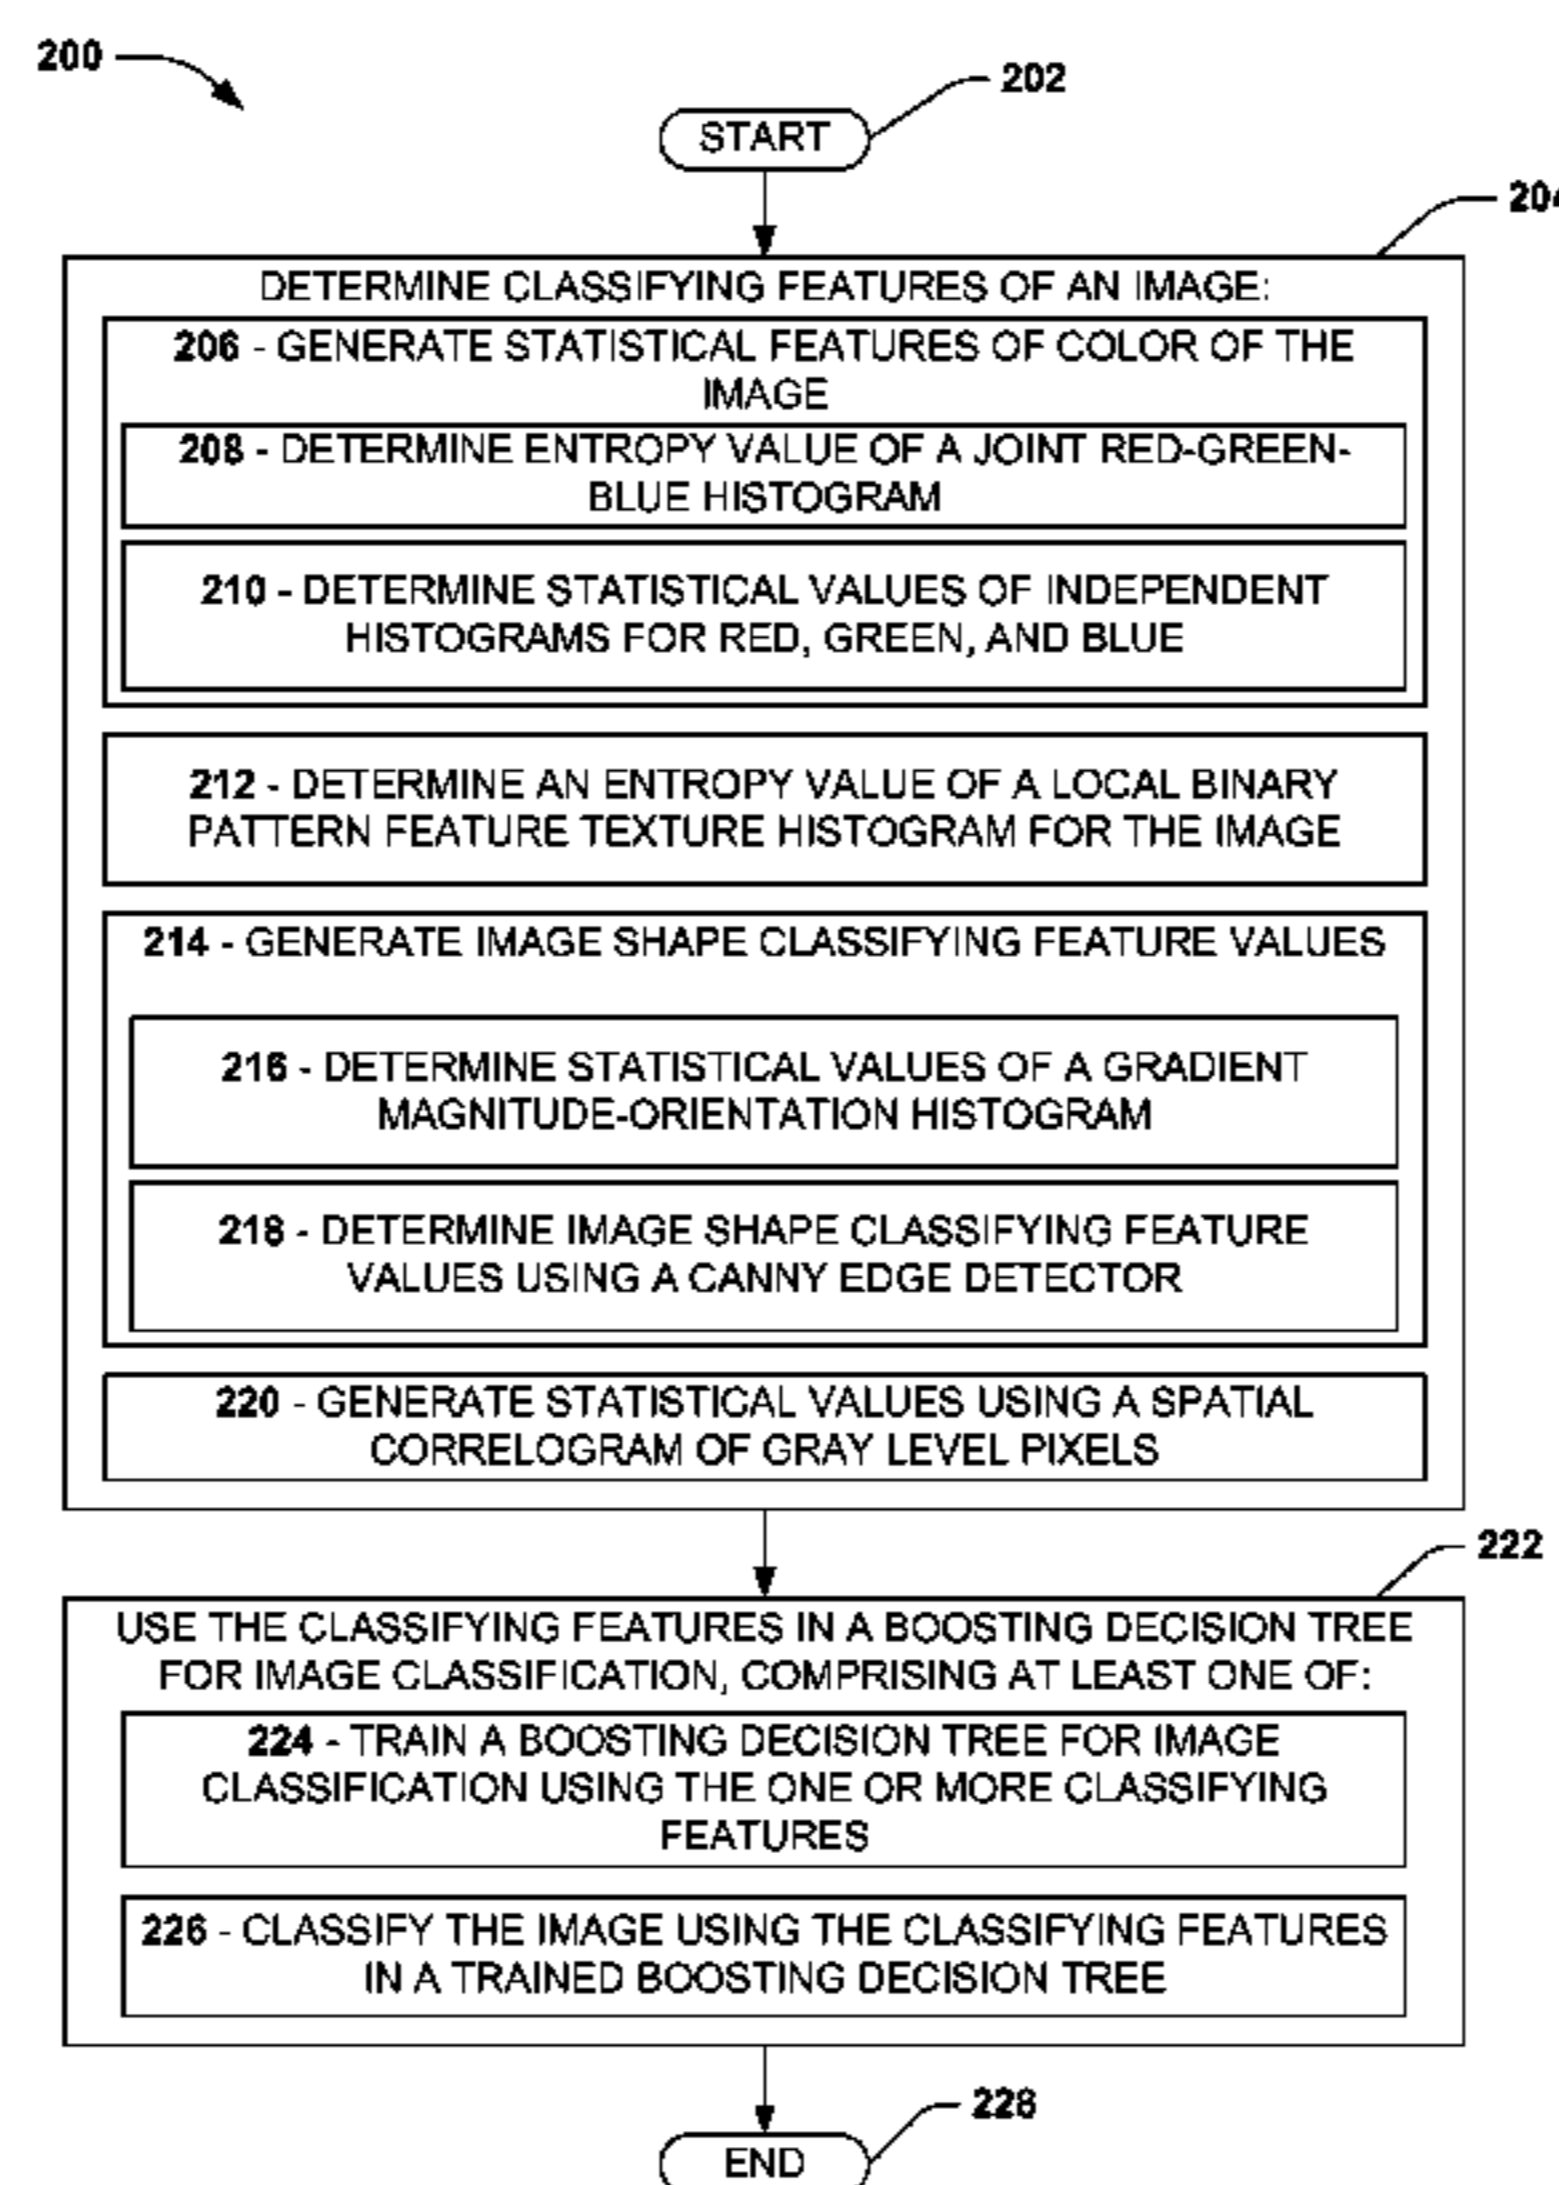 200
202
START
204
DETERMINE CLASSIFYING FEATURES OF AN IMAGE:
206 - GENERATE STATISTICAL FEATURES OF COLOR OF THE
IMAGE
208 - DETERMINE ENTROPY VALUE OF A JOINT RED-GREEN-
BLUE HISTOGRAM
210 - DETERMINE STATISTICAL VALUES OF INDEPENDENT
HISTOGRAMS FOR RED, GREEN, AND BLUE
212 - DETERMINE AN ENTROPY VALUE OF A LOCAL BINARY
PATTERN FEATURE TEXTURE HISTOGRAM FOR THE IMAGE
214 - GENERATE IMAGE SHAPE CLASSIFYING FEATURE VALUES
216 - DETERMINE STATISTICAL VALUES OF A GRADIENT
MAGNITUDE-ORIENTATION HISTOGRAM
218 - DETERMINE IMAGE SHAPE CLASSIFYING FEATURE
VALUES USING A CANNY EDGE DETECTOR
220 - GENERATE STATISTICAL VALUES USING A SPATIAL
CORRELOGRAM OF GRAY LEVEL PIXELS
222
USE THE CLASSIFYING FEATURES IN A BOOSTING DECISION TREE
FOR IMAGE CLASSIFICATION, COMPRISING AT LEAST ONE OF:
224 - TRAIN A BOOSTING DECISION TREE FOR IMAGE
CLASSIFICATION USING THE ONE OR MORE CLASSIFYING
FEATURES
226 - CLASSIFY THE IMAGE USING THE CLASSIFYING FEATURES
IN A TRAINED BOOSTING DECISION TREE
228
END